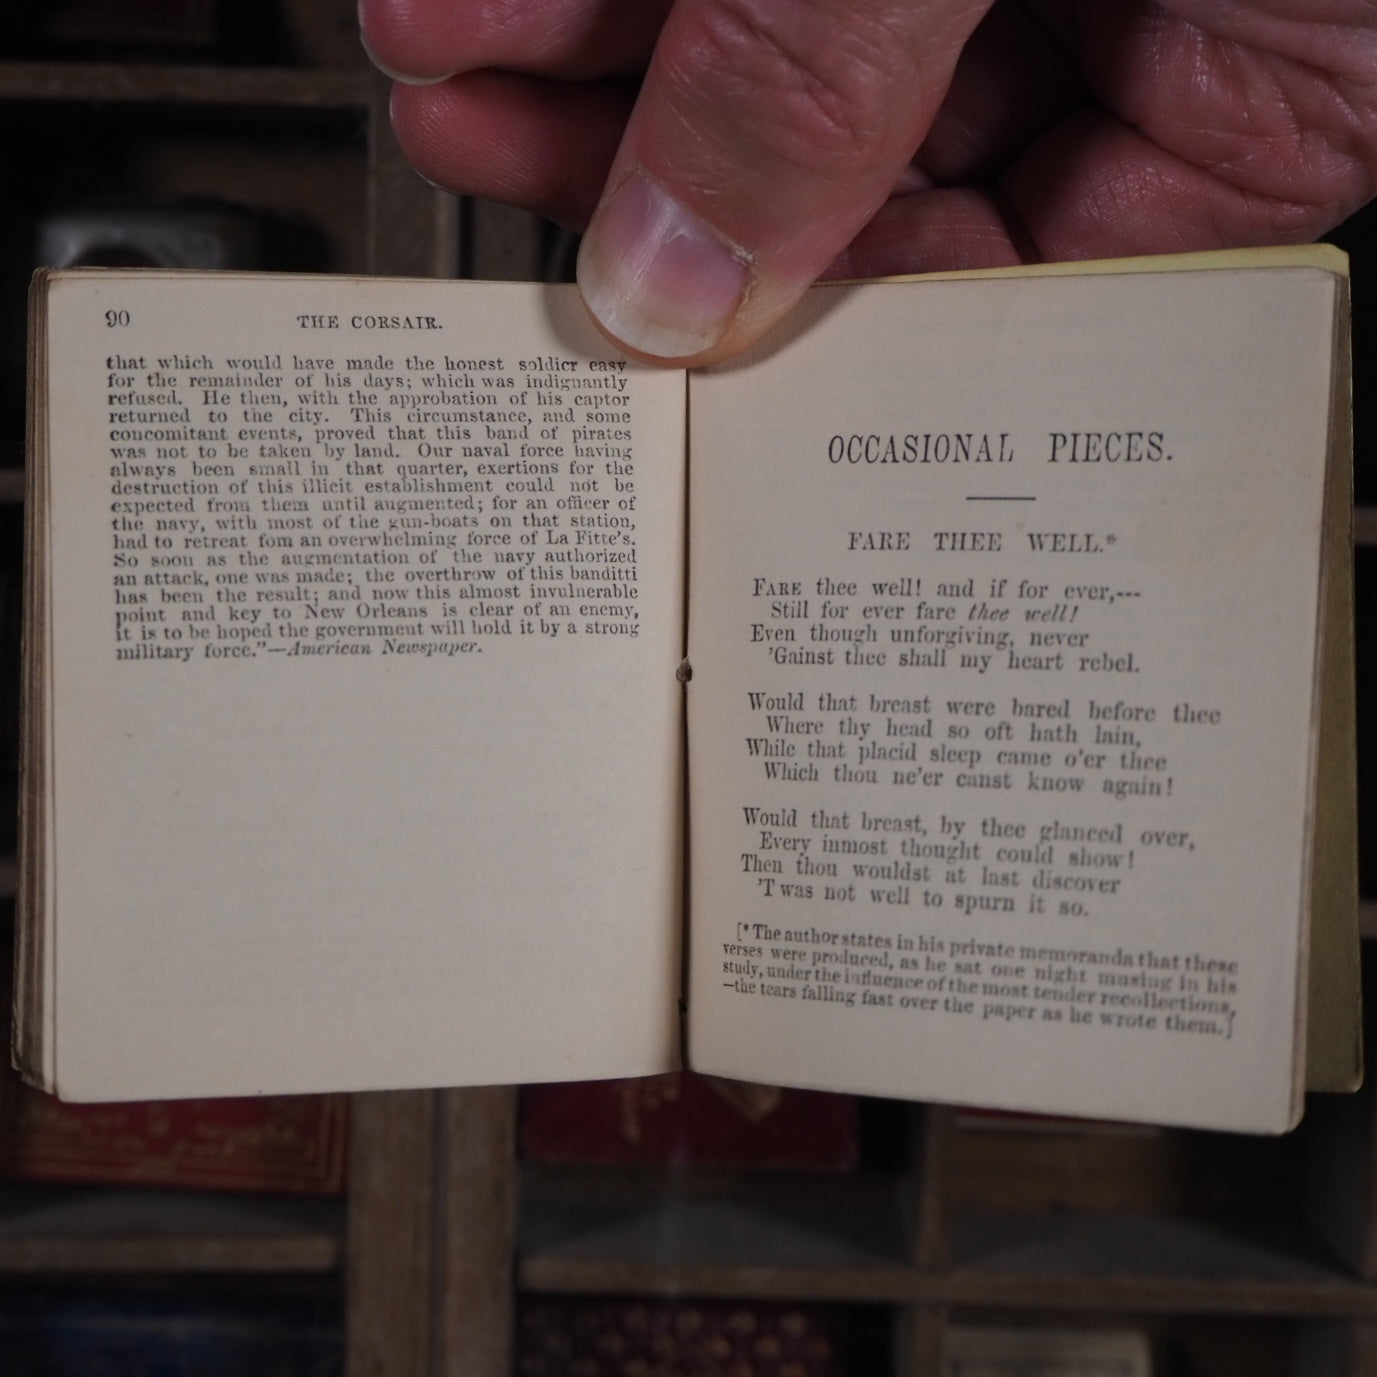 90
THE CORSAIR.
that which would have made the honest soldier easy
for the remainder of his days; which was indignantly
refused. He then, with the approbation of his captor
returned to the city. This circumstance, and some
concomitant events, proved that this band of pirates
was not to be taken by land. Our naval force having
always been small in that quarter, exertions for the
destruction of this illicit establishment could not be
expected from them until augmented; for an officer of
the navy, with most of the gun-boats on that station,
had to retreat fom an overwhelming force of La Fitte's.
So soon as the augmentation of the navy authorized
an attack, one was made; the overthrow of this banditti
has been the result; and now this almost invulnerable
point and key to New Orleans is clear of an enemy,
it is to be hoped the government will hold it by a strong
military force."—American Newspaper.
OCCASIONAL PIECES.
FARE THEE WELL.*
FARE thee well! and if for ever,---
Still for ever fare thee well!
Even though unforgiving, never
'Gainst thee shall my heart rebel.
Would that breast were bared before thee
Where thy head so oft hath lain,
While that placid sleep came o'er thee
Which thou ne'er canst know again!
Would that breast, by thee glanced over,
Every inmost thought could show!
Then thou wouldst at last discover
'T was not well to spurn it so.
[* The author states in his private memoranda that these
verses were produced, as he sat one night musing in his
study, under the influence of the most tender recollections,
—the tears falling fast over the paper as he wrote them.]